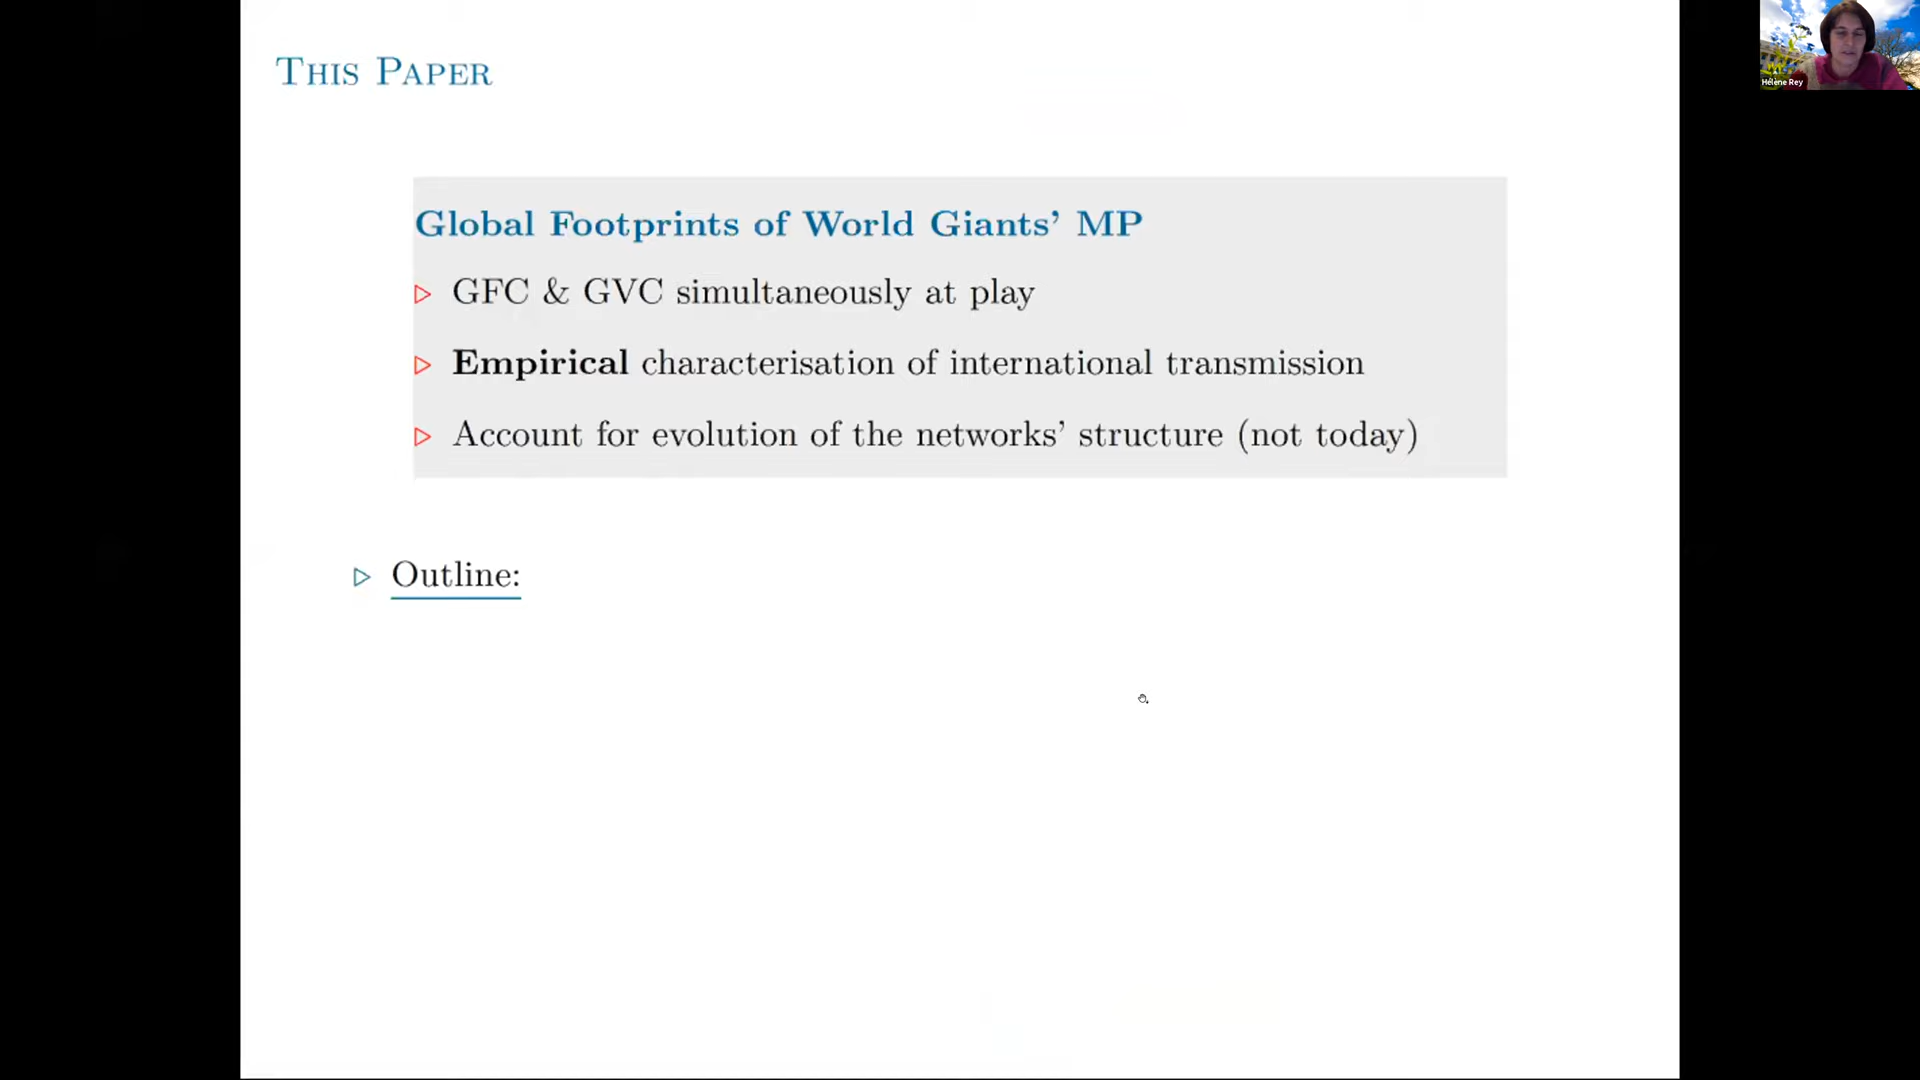 THIS PAPER
Hélène Rey
Global Footprints of World Giants' MP
▷ GFC & GVC simultaneously at play
▷ Empirical characterisation of international transmission
▷ Account for evolution of the networks' structure (not today)
▷ Outline: